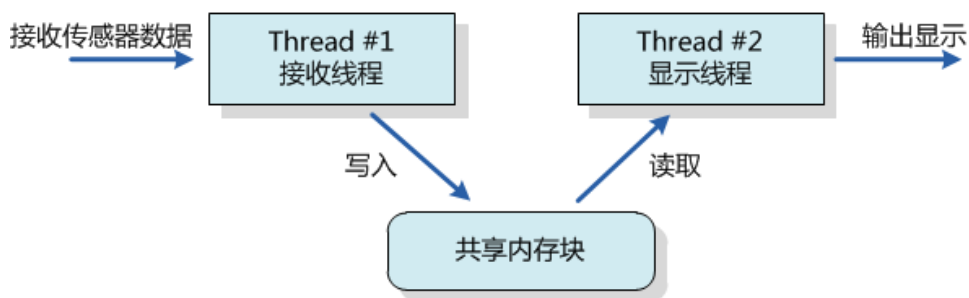 接收传感器数据
Thread #1
接收线程
Thread #2
显示线程
输出显示
写入
读取
共享内存块